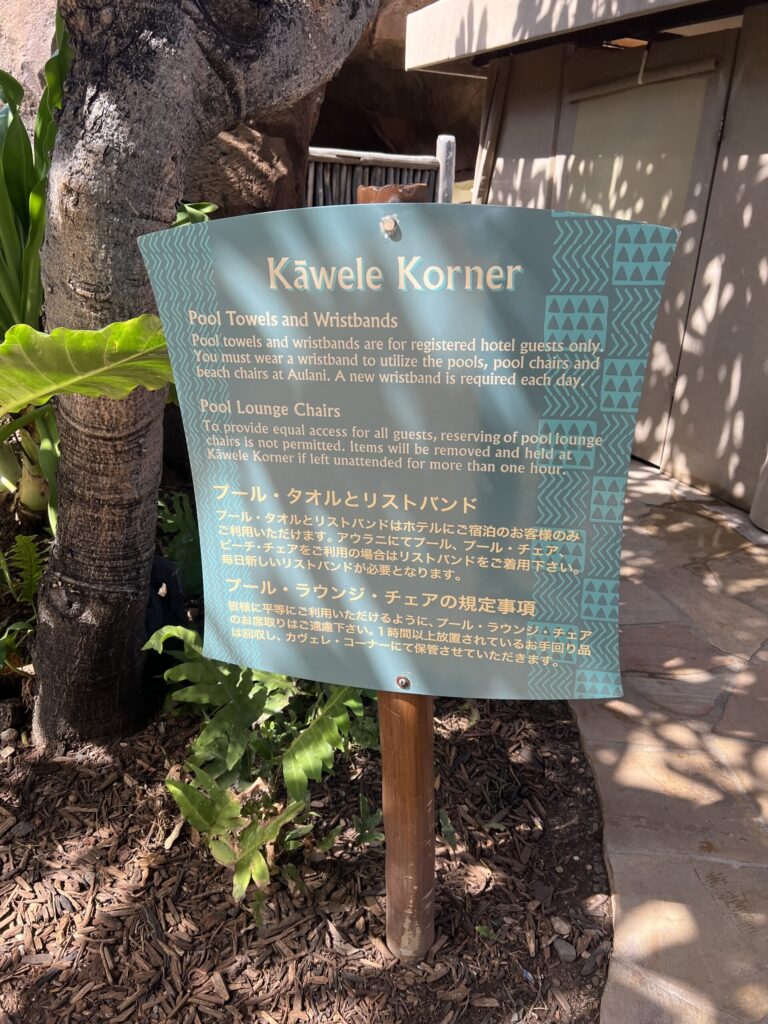 Kāwele Korner
Pool Towels and Wristbands
Pool towels and wristbands are for registered hotel guests only.
You must wear a wristband to utilize the pools, pool chairs and
beach chairs at Aulani. A new wristband is required each day.
Pool Lounge Chairs
To provide equal access for all guests, reserving of pool lounge
chairs is not permitted. Items will be removed and held at
Kāwele Korner if left unattended for more than one hour.
プール・タオルとリストバンド
プール・タオルとリストバンドはホテルにご宿泊のお客様のみ
ご利用いただけます。アウラニにてプール、プール・チェア、
ビーチ・チェアをご利用の場合はリストバンドをご着用下さい。
毎日新しいリストバンドが必要となります。
プール・ラウンジ・チェアの規定事項
皆様に平等にご利用いただけるように、プール・ラウンジ・チェア
のお席取りはご遠慮下さい。1時間以上放置されているお手回り品
は回収し、カヴェレ・コーナーにて保管させていただきます。